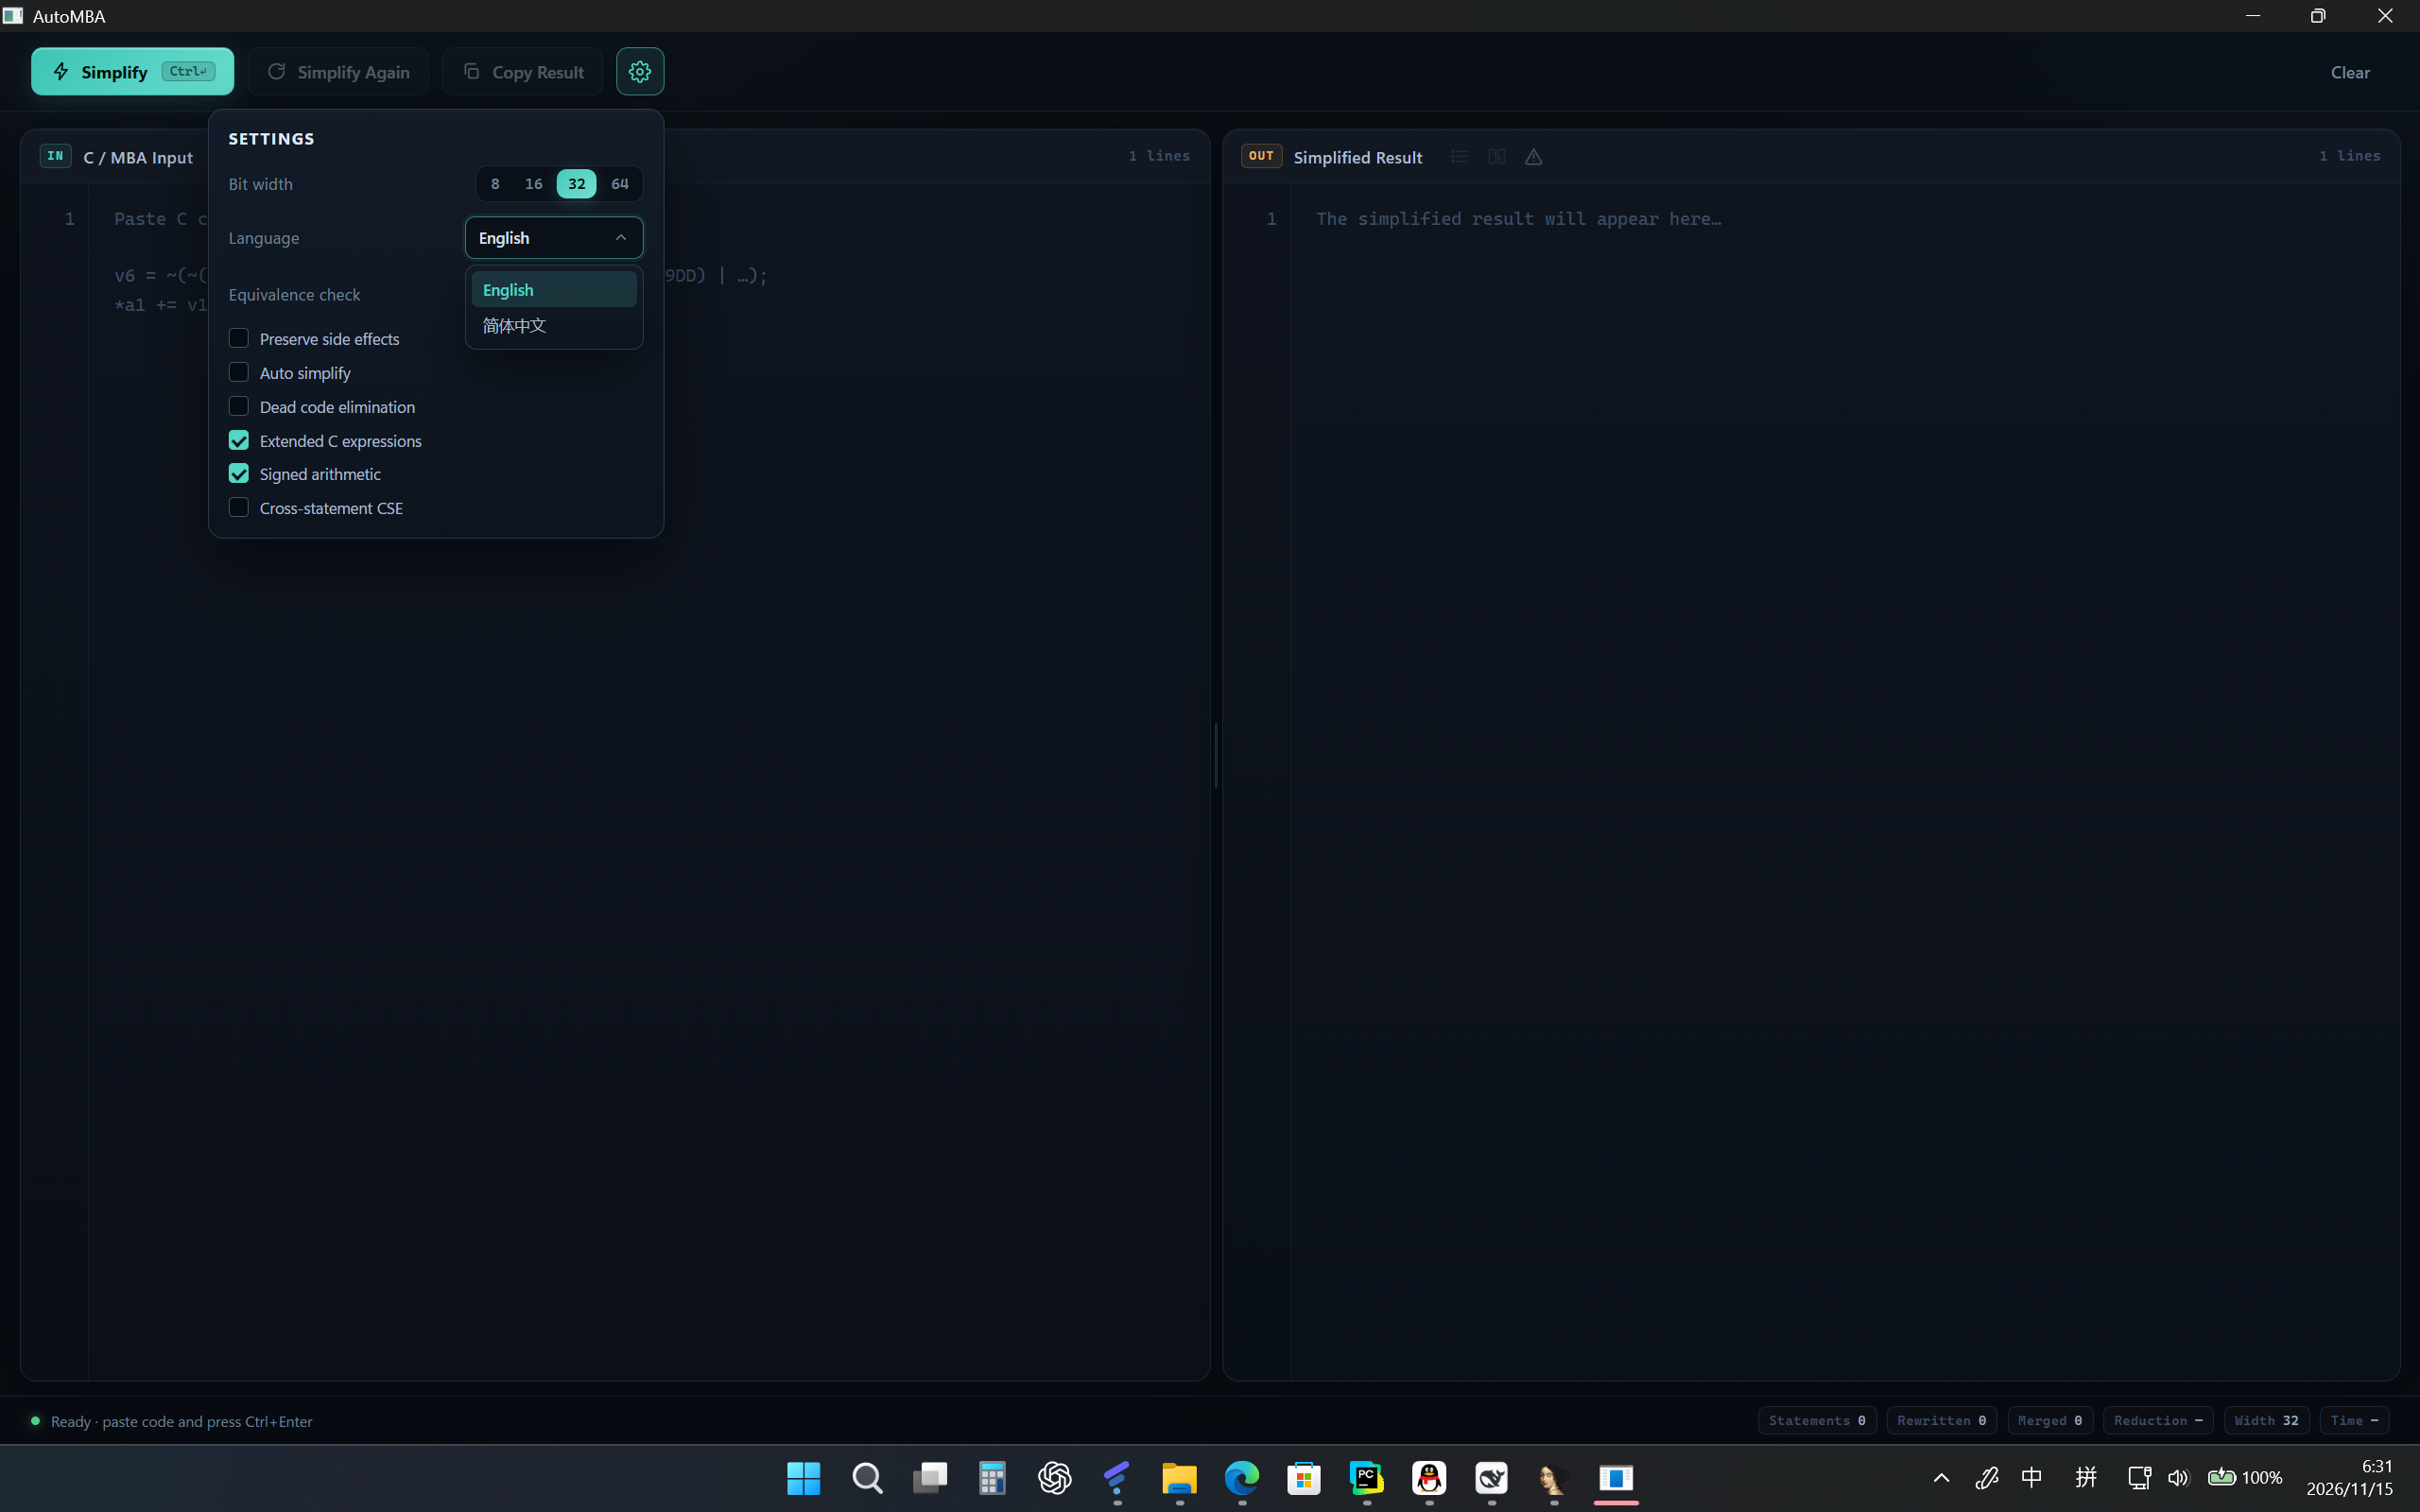 AutoMBA
Simplify Ctrl↵ Simplify Again Copy Result Clear
SETTINGS
IN C / MBA Input 1 lines
Bit width 8 16 32 64
Language English
English
简体中文
Equivalence check
Preserve side effects
Auto simplify
Dead code elimination
Extended C expressions
Signed arithmetic
Cross-statement CSE
1 Paste C c
v6 = ~(~( 9DD) | …);
*a1 += v1
OUT Simplified Result 1 lines
1 The simplified result will appear here…
Ready · paste code and press Ctrl+Enter
Statements 0 Rewritten 0 Merged 0 Reduction — Width 32 Time —
PC
中 拼 100%
6:31
2026/11/15